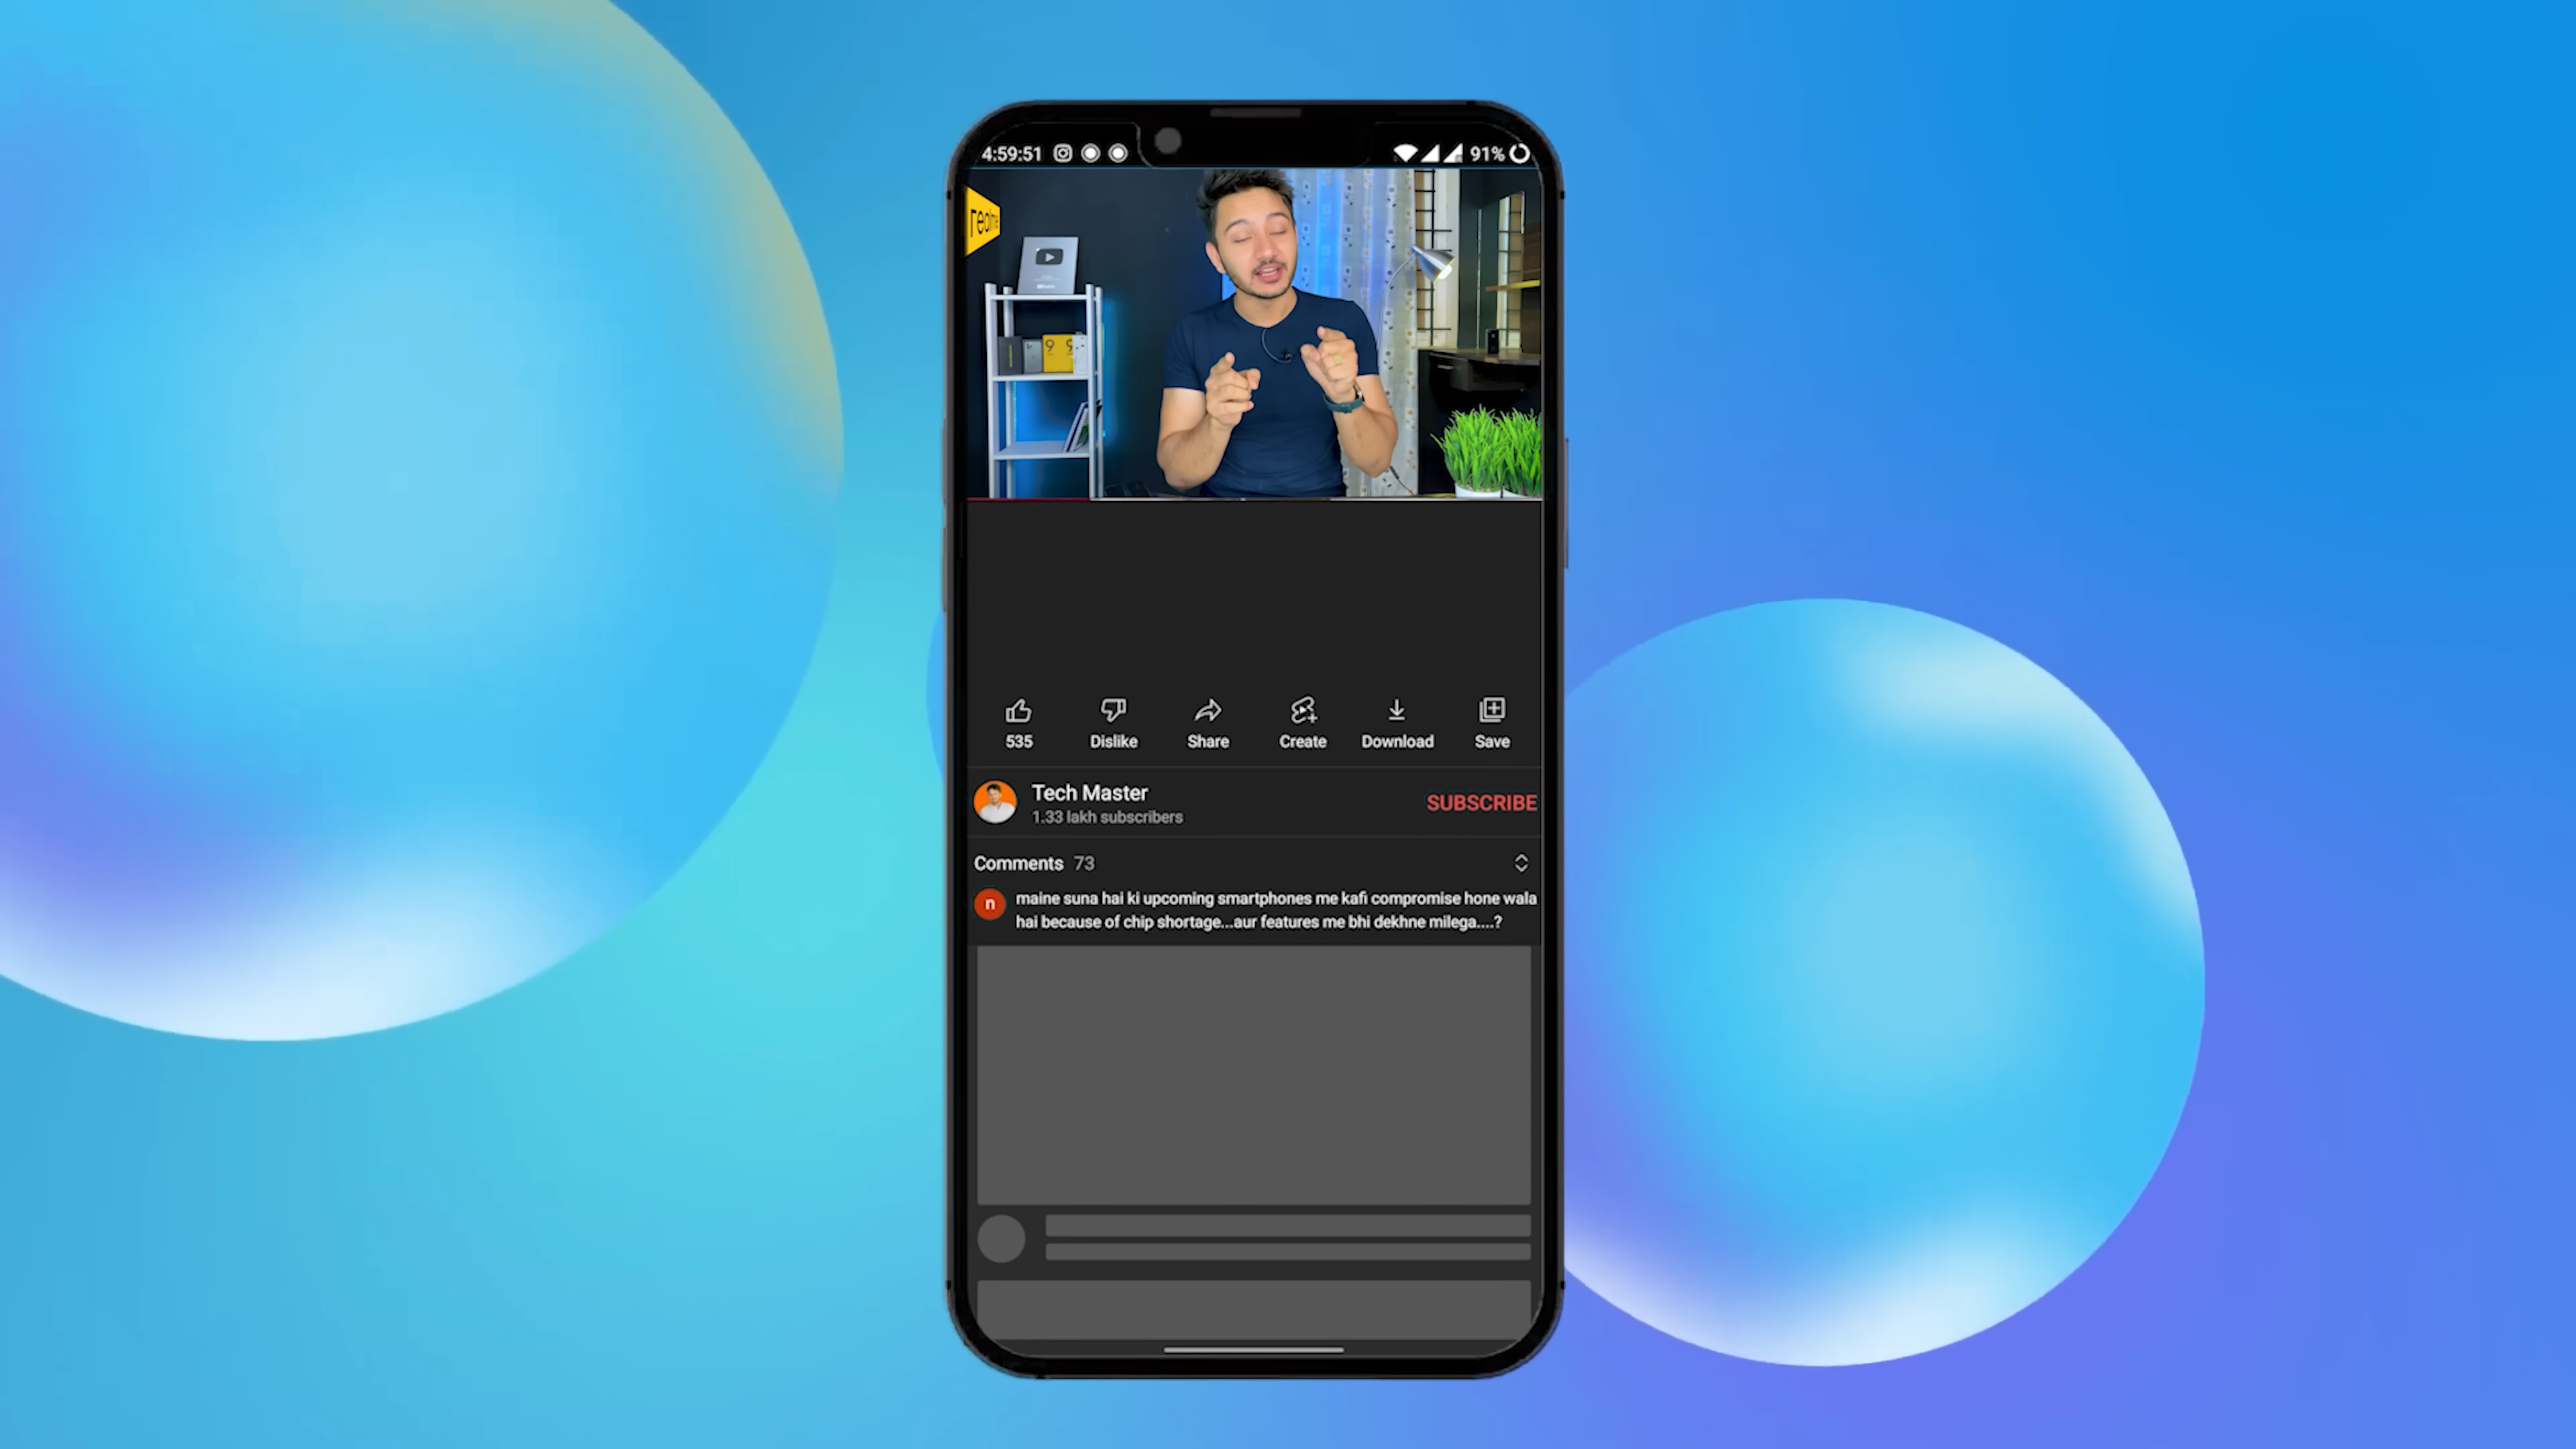 4:59:51 91%
realme
9 9
535 Dislike Share Create Download Save
Tech Master
1.33 lakh subscribers
SUBSCRIBE
Comments 73
n
maine suna hai ki upcoming smartphones me kafi compromise hone wala
hai because of chip shortage...aur features me bhi dekhne milega....?